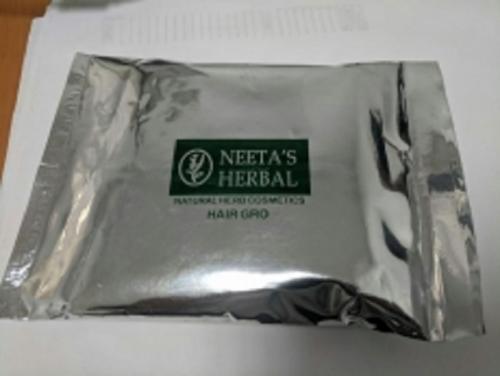 NEETA'S
HERBAL
NATURAL HERB COSMETICS
HAIR GRO